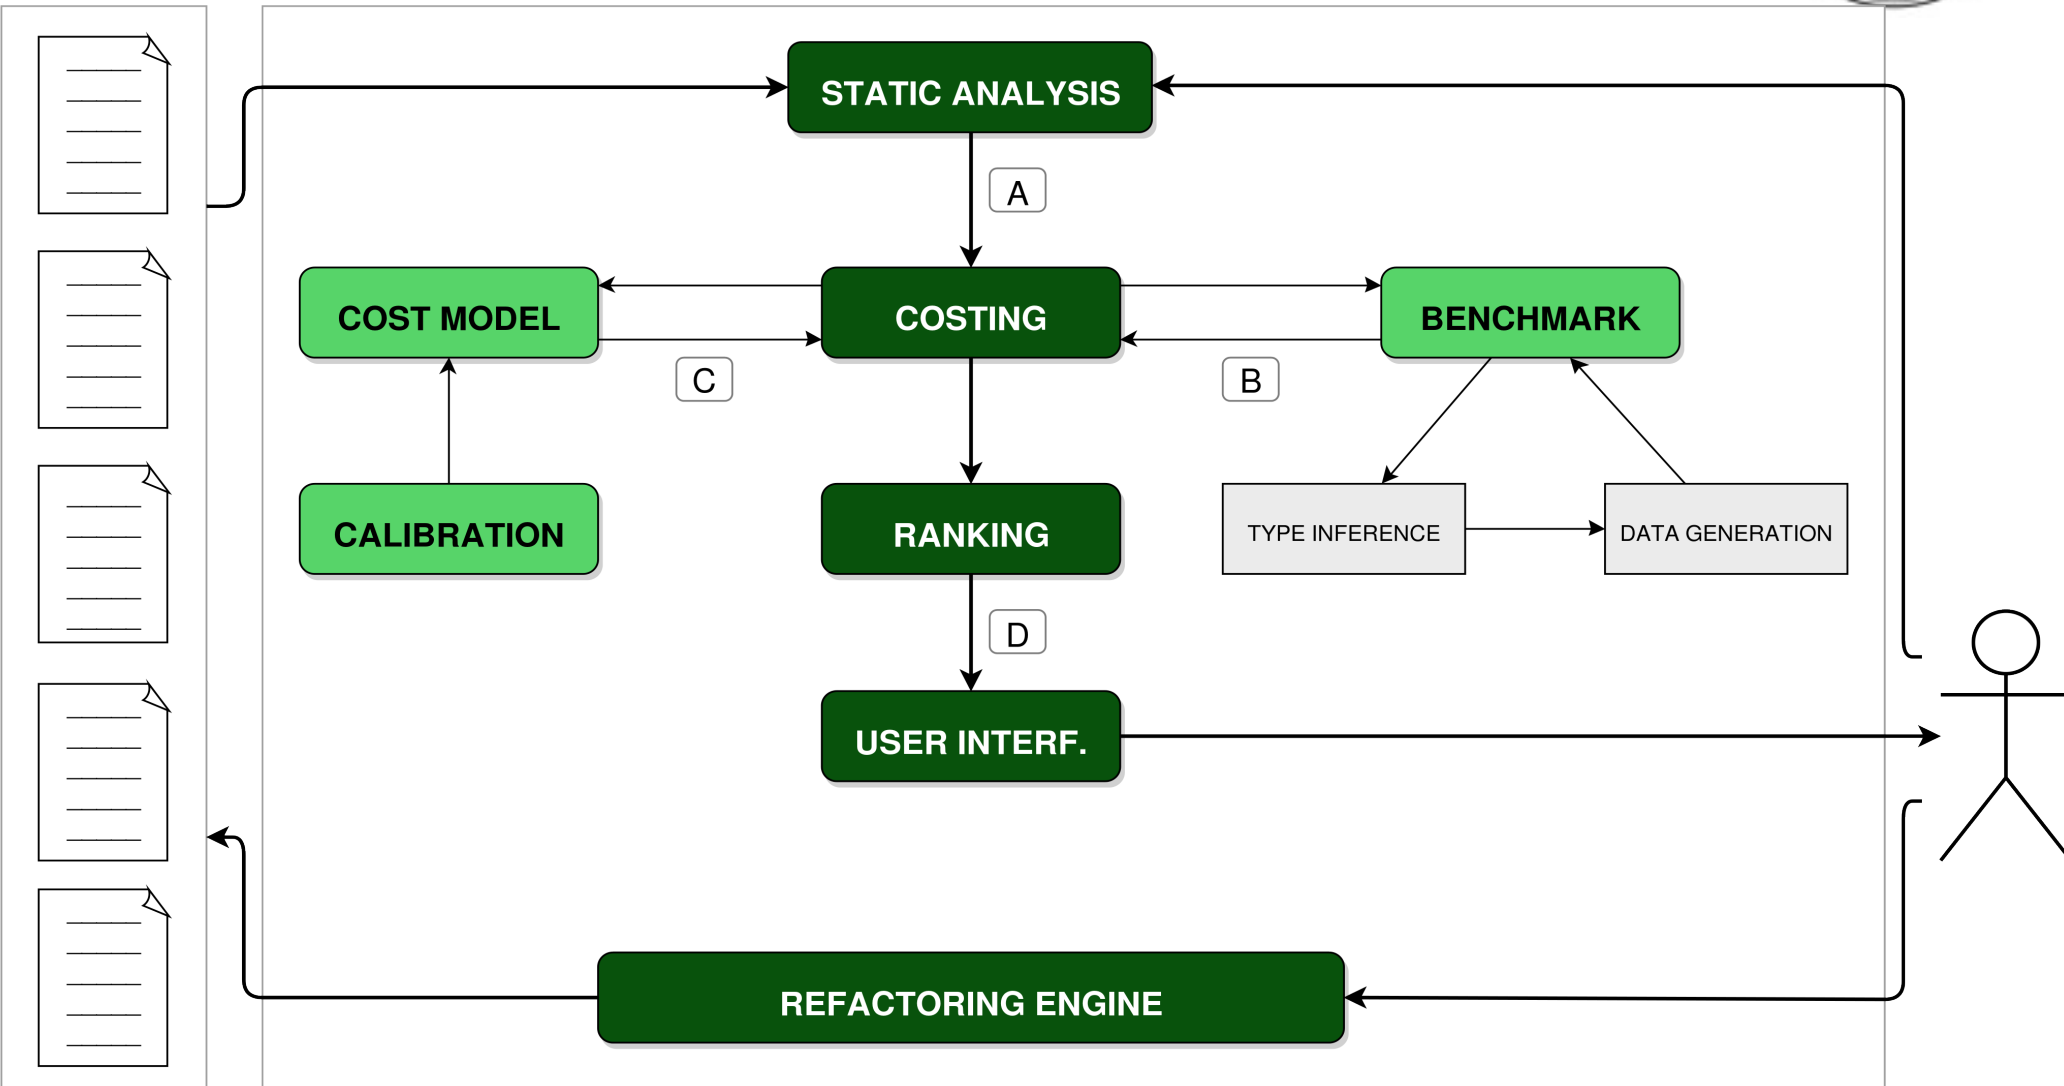 STATIC ANALYSIS
A
COST MODEL
COSTING
BENCHMARK
C
B
CALIBRATION
RANKING
TYPE INFERENCE
DATA GENERATION
D
USER INTERF.
REFACTORING ENGINE